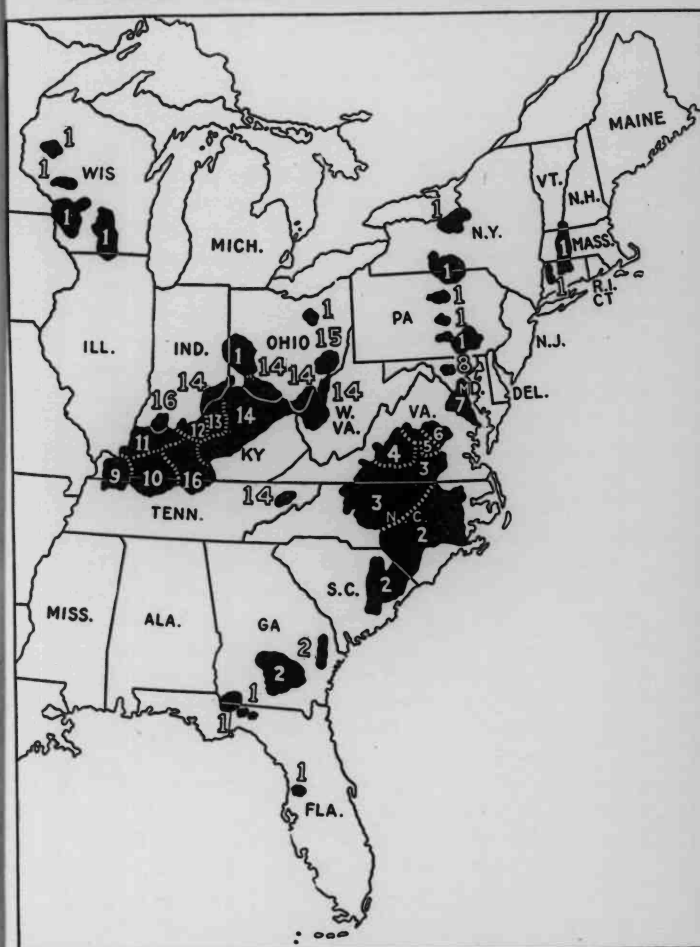 MAINE
1
1
WIS
VT.
N.H.
1
N.Y.
1
1
MICH.
1
MASS.
1
1
R.I.
CT
1
PA
1
1
OHIO
15
1
N.J.
ILL.
IND.
14
14
14
14
8
MD.
DEL.
7
16
W.
VA.
VA.
13
14
12
11
6
5
4
3
KY
9
10
16
14
3
N. C.
2
TENN.
S.C.
2
MISS.
ALA.
GA
2
2
1
1
1
FLA.